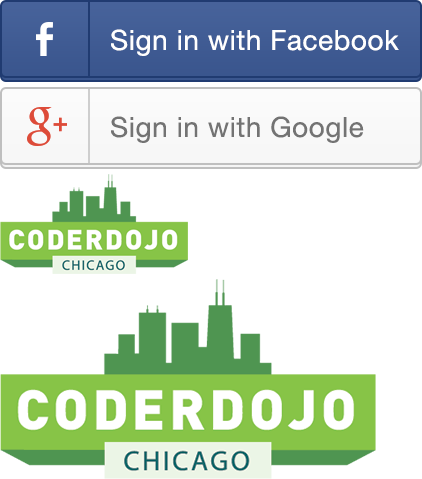 f Sign in with Facebook
g+ Sign in with Google
CODERDOJO
CHICAGO
CODERDOJO
CHICAGO